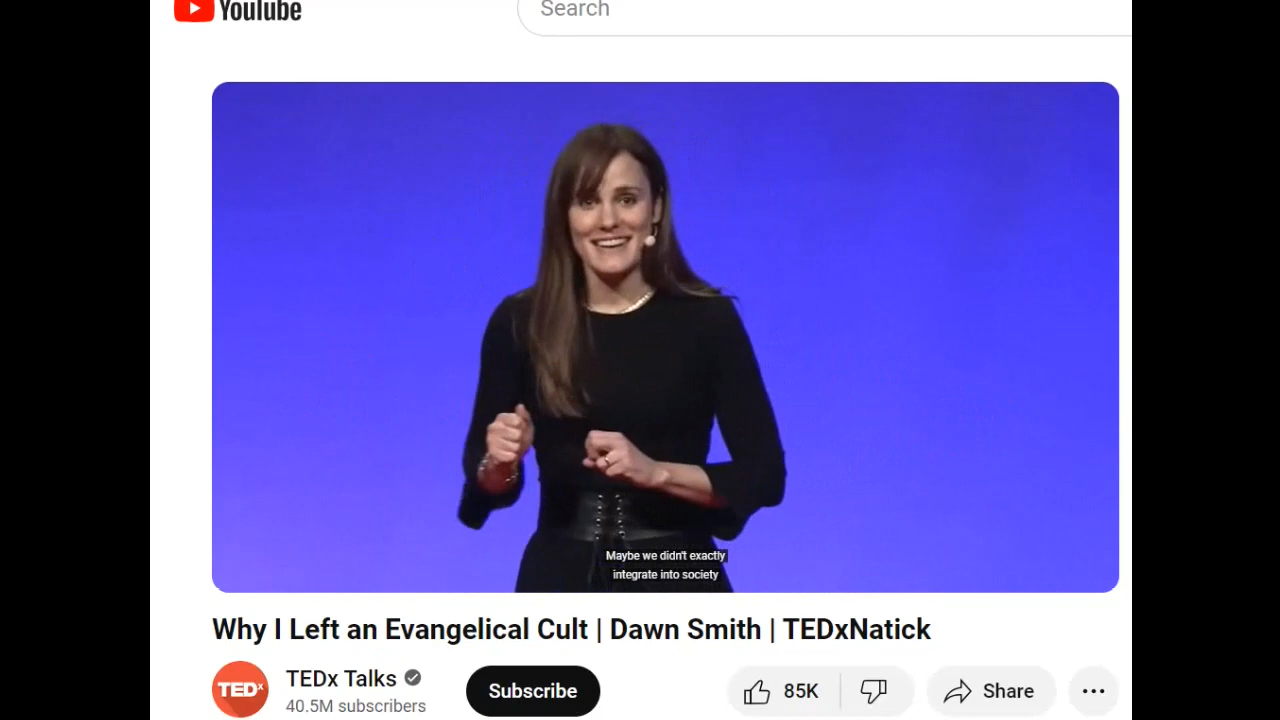 YouTube
Search
Maybe we didn't exactly
integrate into society
Why I Left an Evangelical Cult | Dawn Smith | TEDxNatick
TEDx
TEDx Talks
40.5M subscribers
Subscribe
85K
Share